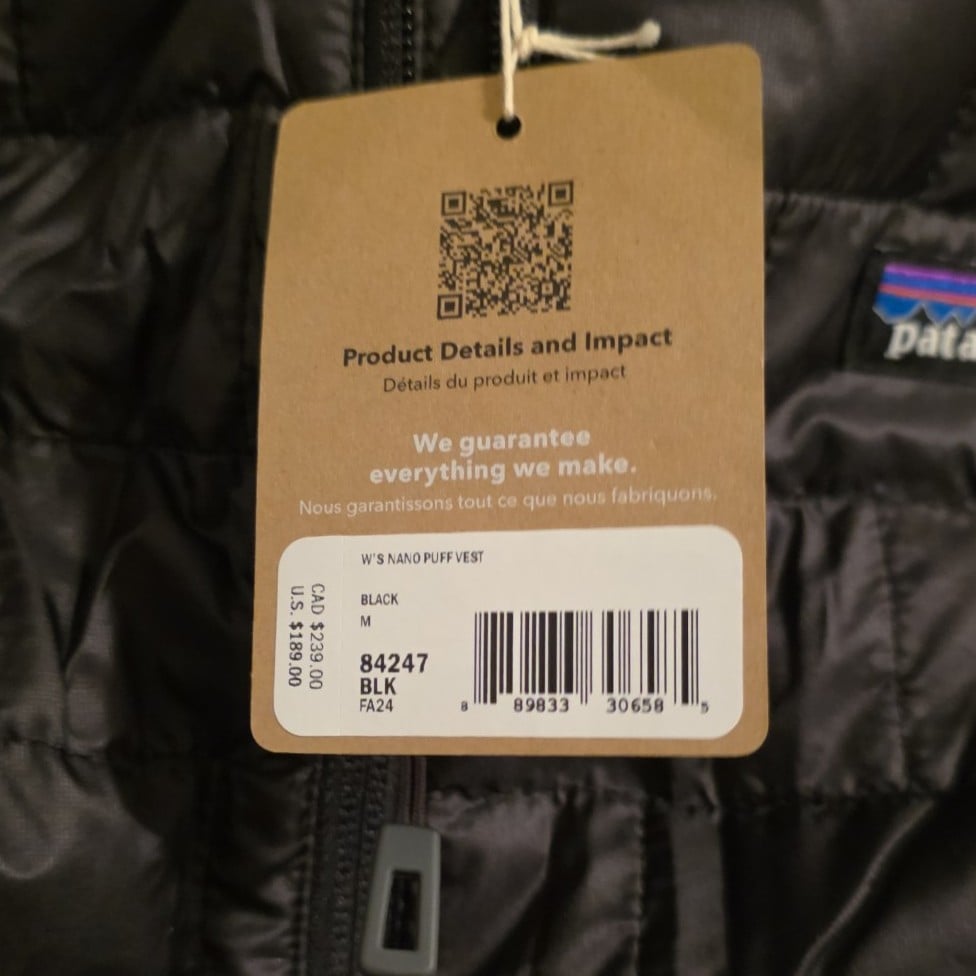 Product Details and Impact
Détails du produit et impact
We guarantee
everything we make.
Nous garantissons tout ce que nous fabriquons.
W'S NANO PUFF VEST
BLACK
M
84247
BLK
FA24
CAD $239.00
U.S. $189.00
8 89833 30658 5
pata